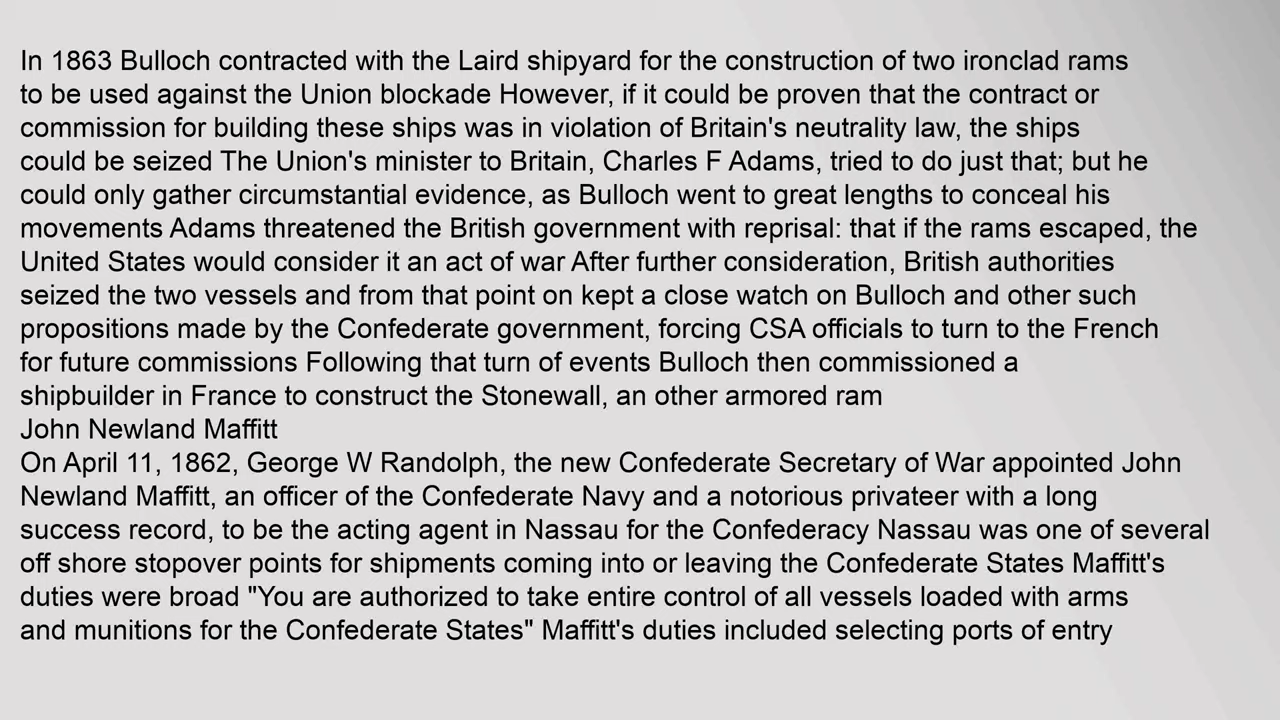 In 1863 Bulloch contracted with the Laird shipyard for the construction of two ironclad rams
to be used against the Union blockade However, if it could be proven that the contract or
commission for building these ships was in violation of Britain's neutrality law, the ships
could be seized The Union's minister to Britain, Charles F Adams, tried to do just that; but he
could only gather circumstantial evidence, as Bulloch went to great lengths to conceal his
movements Adams threatened the British government with reprisal: that if the rams escaped, the
United States would consider it an act of war After further consideration, British authorities
seized the two vessels and from that point on kept a close watch on Bulloch and other such
propositions made by the Confederate government, forcing CSA officials to turn to the French
for future commissions Following that turn of events Bulloch then commissioned a
shipbuilder in France to construct the Stonewall, an other armored ram
John Newland Maffitt
On April 11, 1862, George W Randolph, the new Confederate Secretary of War appointed John
Newland Maffitt, an officer of the Confederate Navy and a notorious privateer with a long
success record, to be the acting agent in Nassau for the Confederacy Nassau was one of several
off shore stopover points for shipments coming into or leaving the Confederate States Maffitt's
duties were broad "You are authorized to take entire control of all vessels loaded with arms
and munitions for the Confederate States" Maffitt's duties included selecting ports of entry